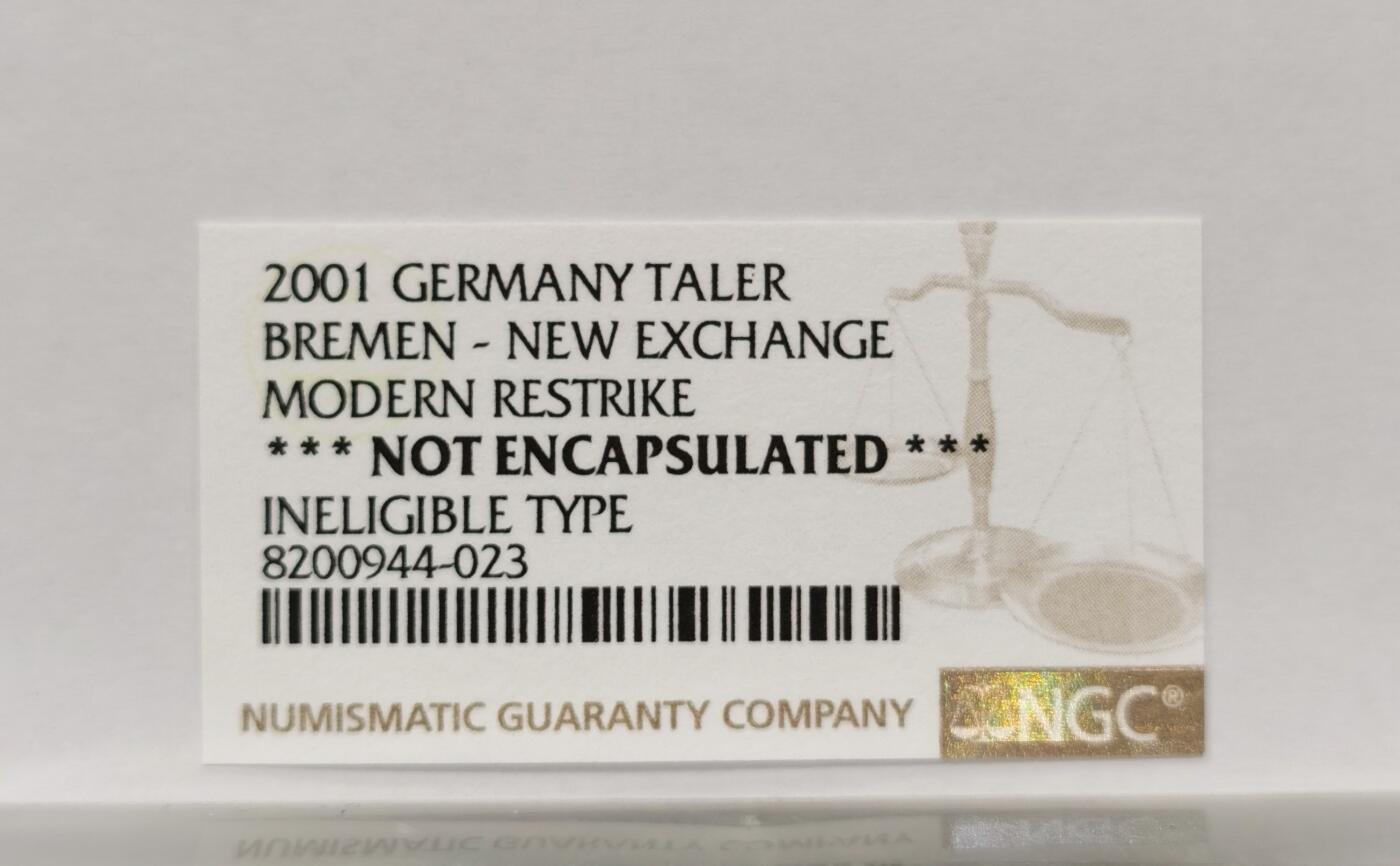 2001 GERMANY TALER
BREMEN - NEW EXCHANGE
MODERN RESTRIKE
*** NOT ENCAPSULATED ***
INELIGIBLE TYPE
8200944-023
NUMISMATIC GUARANTY COMPANY
NGC®